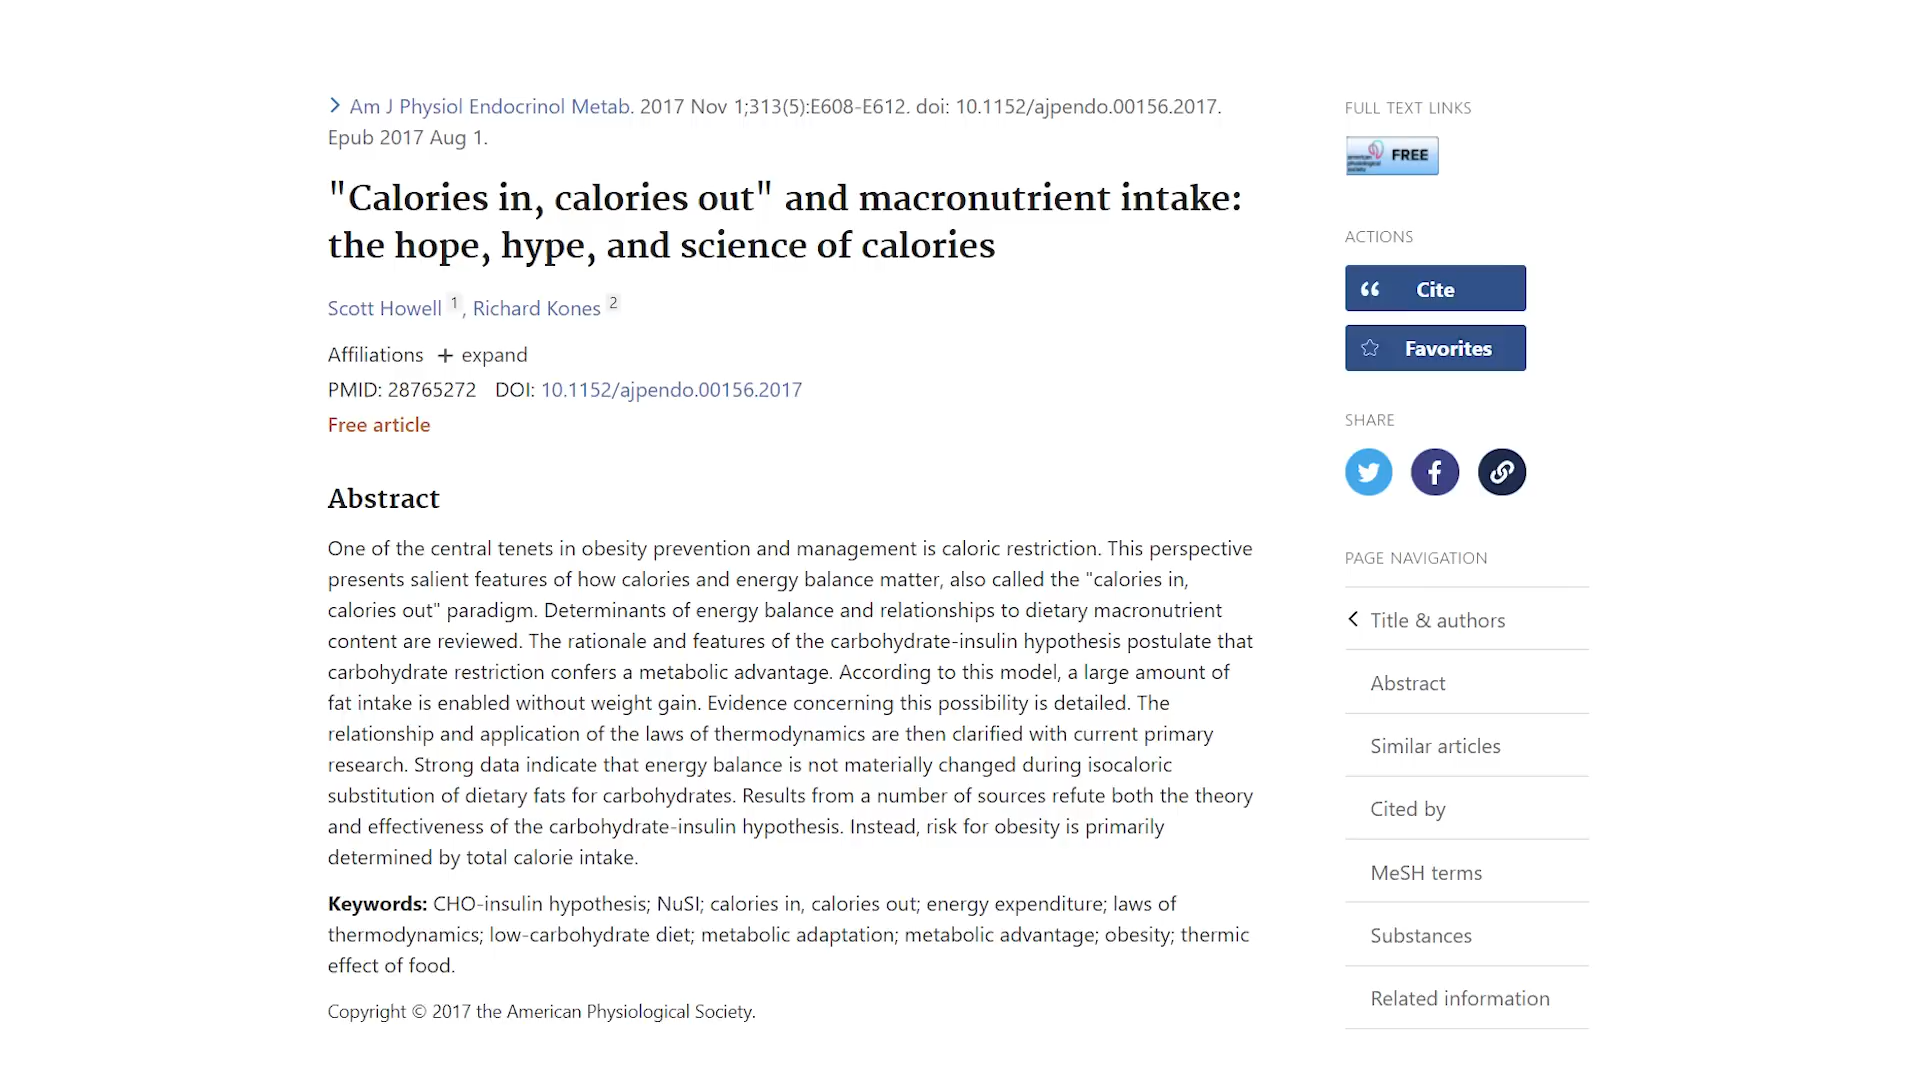 Am J Physiol Endocrinol Metab. 2017 Nov 1;313(5):E608-E612. doi: 10.1152/ajpendo.00156.2017.
Epub 2017 Aug 1.
"Calories in, calories out" and macronutrient intake:
the hope, hype, and science of calories
Scott Howell 1, Richard Kones 2
Affiliations + expand
PMID: 28765272 DOI: 10.1152/ajpendo.00156.2017
Free article
Abstract
One of the central tenets in obesity prevention and management is caloric restriction. This perspective
presents salient features of how calories and energy balance matter, also called the "calories in,
calories out" paradigm. Determinants of energy balance and relationships to dietary macronutrient
content are reviewed. The rationale and features of the carbohydrate-insulin hypothesis postulate that
carbohydrate restriction confers a metabolic advantage. According to this model, a large amount of
fat intake is enabled without weight gain. Evidence concerning this possibility is detailed. The
relationship and application of the laws of thermodynamics are then clarified with current primary
research. Strong data indicate that energy balance is not materially changed during isocaloric
substitution of dietary fats for carbohydrates. Results from a number of sources refute both the theory
and effectiveness of the carbohydrate-insulin hypothesis. Instead, risk for obesity is primarily
determined by total calorie intake.
Keywords: CHO-insulin hypothesis; NuSI; calories in, calories out; energy expenditure; laws of
thermodynamics; low-carbohydrate diet; metabolic adaptation; metabolic advantage; obesity; thermic
effect of food.
Copyright © 2017 the American Physiological Society.
FULL TEXT LINKS
american
physiological
society
FREE
ACTIONS
Cite
Favorites
SHARE
PAGE NAVIGATION
Title & authors
Abstract
Similar articles
Cited by
MeSH terms
Substances
Related information